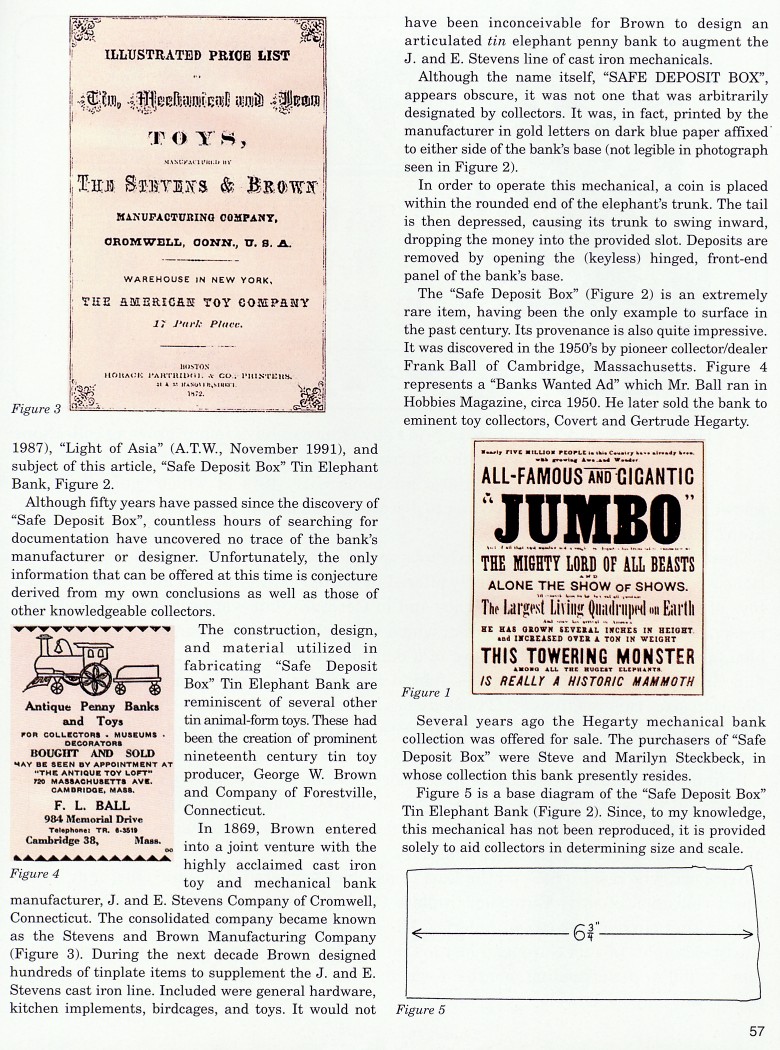 ILLUSTRATED PRICE LIST
OF
Tin, Mechanical and Iron
TOYS,
MANUFACTURED BY
THE STEVENS & BROWN
MANUFACTURING COMPANY,
CROMWELL, CONN., U. S. A.
WAREHOUSE IN NEW YORK,
THE AMERICAN TOY COMPANY
17 Park Place.
BOSTON
HORACE PARTRIDGE & CO., PRINTERS.
HANOVER STREET.
1872.
Figure 3
1987), “Light of Asia” (A.T.W., November 1991), and
subject of this article, “Safe Deposit Box” Tin Elephant
Bank, Figure 2.
Although fifty years have passed since the discovery of
“Safe Deposit Box”, countless hours of searching for
documentation have uncovered no trace of the bank’s
manufacturer or designer. Unfortunately, the only
information that can be offered at this time is conjecture
derived from my own conclusions as well as those of
other knowledgeable collectors.
Antique Penny Banks
and Toys
FOR COLLECTORS • MUSEUMS •
DECORATORS
BOUGHT AND SOLD
MAY BE SEEN BY APPOINTMENT AT
"THE ANTIQUE TOY LOFT"
720 MASSACHUSETTS AVE.
CAMBRIDGE, MASS.
F. L. BALL
984 Memorial Drive
Telephone: TR. 6-3519
Cambridge 38, Mass.
Figure 4
The construction, design,
and material utilized in
fabricating “Safe Deposit
Box” Tin Elephant Bank are
reminiscent of several other
tin animal-form toys. These had
been the creation of prominent
nineteenth century tin toy
producer, George W. Brown
and Company of Forestville,
Connecticut.
In 1869, Brown entered
into a joint venture with the
highly acclaimed cast iron
toy and mechanical bank
manufacturer, J. and E. Stevens Company of Cromwell,
Connecticut. The consolidated company became known
as the Stevens and Brown Manufacturing Company
(Figure 3). During the next decade Brown designed
hundreds of tinplate items to supplement the J. and E.
Stevens cast iron line. Included were general hardware,
kitchen implements, birdcages, and toys. It would not
have been inconceivable for Brown to design an
articulated tin elephant penny bank to augment the
J. and E. Stevens line of cast iron mechanicals.
Although the name itself, “SAFE DEPOSIT BOX”,
appears obscure, it was not one that was arbitrarily
designated by collectors. It was, in fact, printed by the
manufacturer in gold letters on dark blue paper affixed
to either side of the bank’s base (not legible in photograph
seen in Figure 2).
In order to operate this mechanical, a coin is placed
within the rounded end of the elephant’s trunk. The tail
is then depressed, causing its trunk to swing inward,
dropping the money into the provided slot. Deposits are
removed by opening the (keyless) hinged, front-end
panel of the bank’s base.
The “Safe Deposit Box” (Figure 2) is an extremely
rare item, having been the only example to surface in
the past century. Its provenance is also quite impressive.
It was discovered in the 1950’s by pioneer collector/dealer
Frank Ball of Cambridge, Massachusetts. Figure 4
represents a “Banks Wanted Ad” which Mr. Ball ran in
Hobbies Magazine, circa 1950. He later sold the bank to
eminent toy collectors, Covert and Gertrude Hegarty.
Nearly FIVE MILLION PEOPLE in this Country have already been,
with growing Awe and Wonder
ALL-FAMOUS AND GIGANTIC
“JUMBO”
THE MIGHTY LORD OF ALL BEASTS
AND
ALONE THE SHOW OF SHOWS.
The Largest Living Quadruped on Earth
HE HAS GROWN SEVERAL INCHES IN HEIGHT
and INCREASED OVER A TON IN WEIGHT
THIS TOWERING MONSTER
AMONG ALL THE HUGEST ELEPHANTS.
IS REALLY A HISTORIC MAMMOTH
Figure 1
Several years ago the Hegarty mechanical bank
collection was offered for sale. The purchasers of “Safe
Deposit Box” were Steve and Marilyn Steckbeck, in
whose collection this bank presently resides.
Figure 5 is a base diagram of the “Safe Deposit Box”
Tin Elephant Bank (Figure 2). Since, to my knowledge,
this mechanical has not been reproduced, it is provided
solely to aid collectors in determining size and scale.
6 3/4"
Figure 5
57